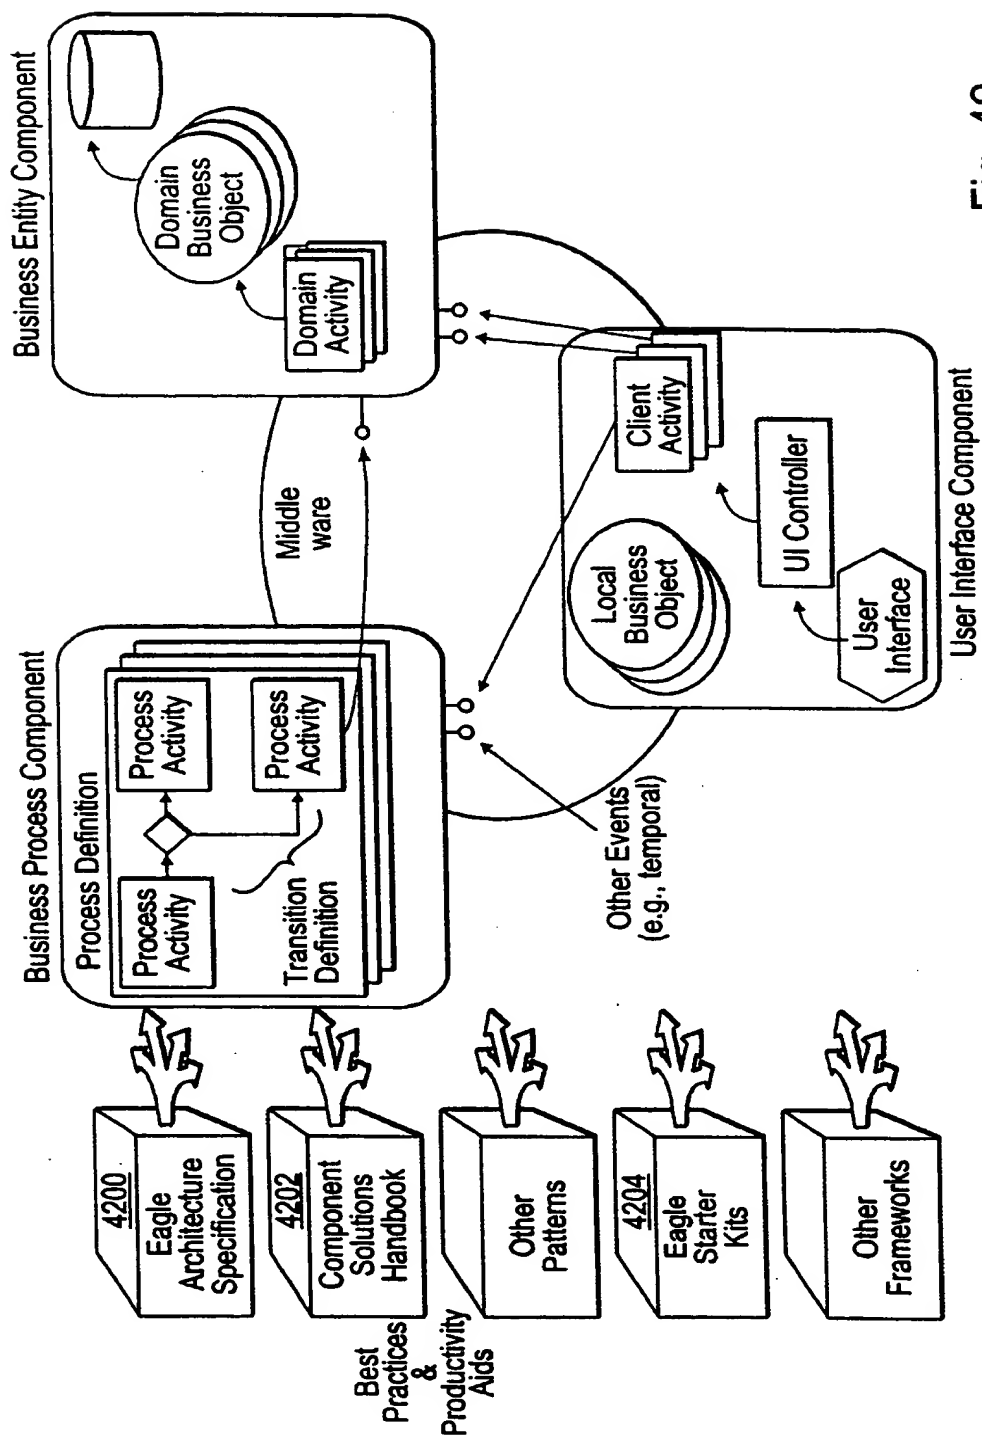 Business Process Component
Process Definition
Process
Activity
Process
Activity
Process
Activity
Transition
Definition
Middle
ware
Business Entity Component
Domain
Business
Object
Domain
Activity
Other Events
(e.g., temporal)
Local
Business
Object
Client
Activity
UI Controller
User
Interface
User Interface Component
Best
Practices
&
Productivity
Aids
4200
Eagle
Architecture
Specification
4202
Component
Solutions
Handbook
Other
Patterns
4204
Eagle
Starter
Kits
Other
Frameworks